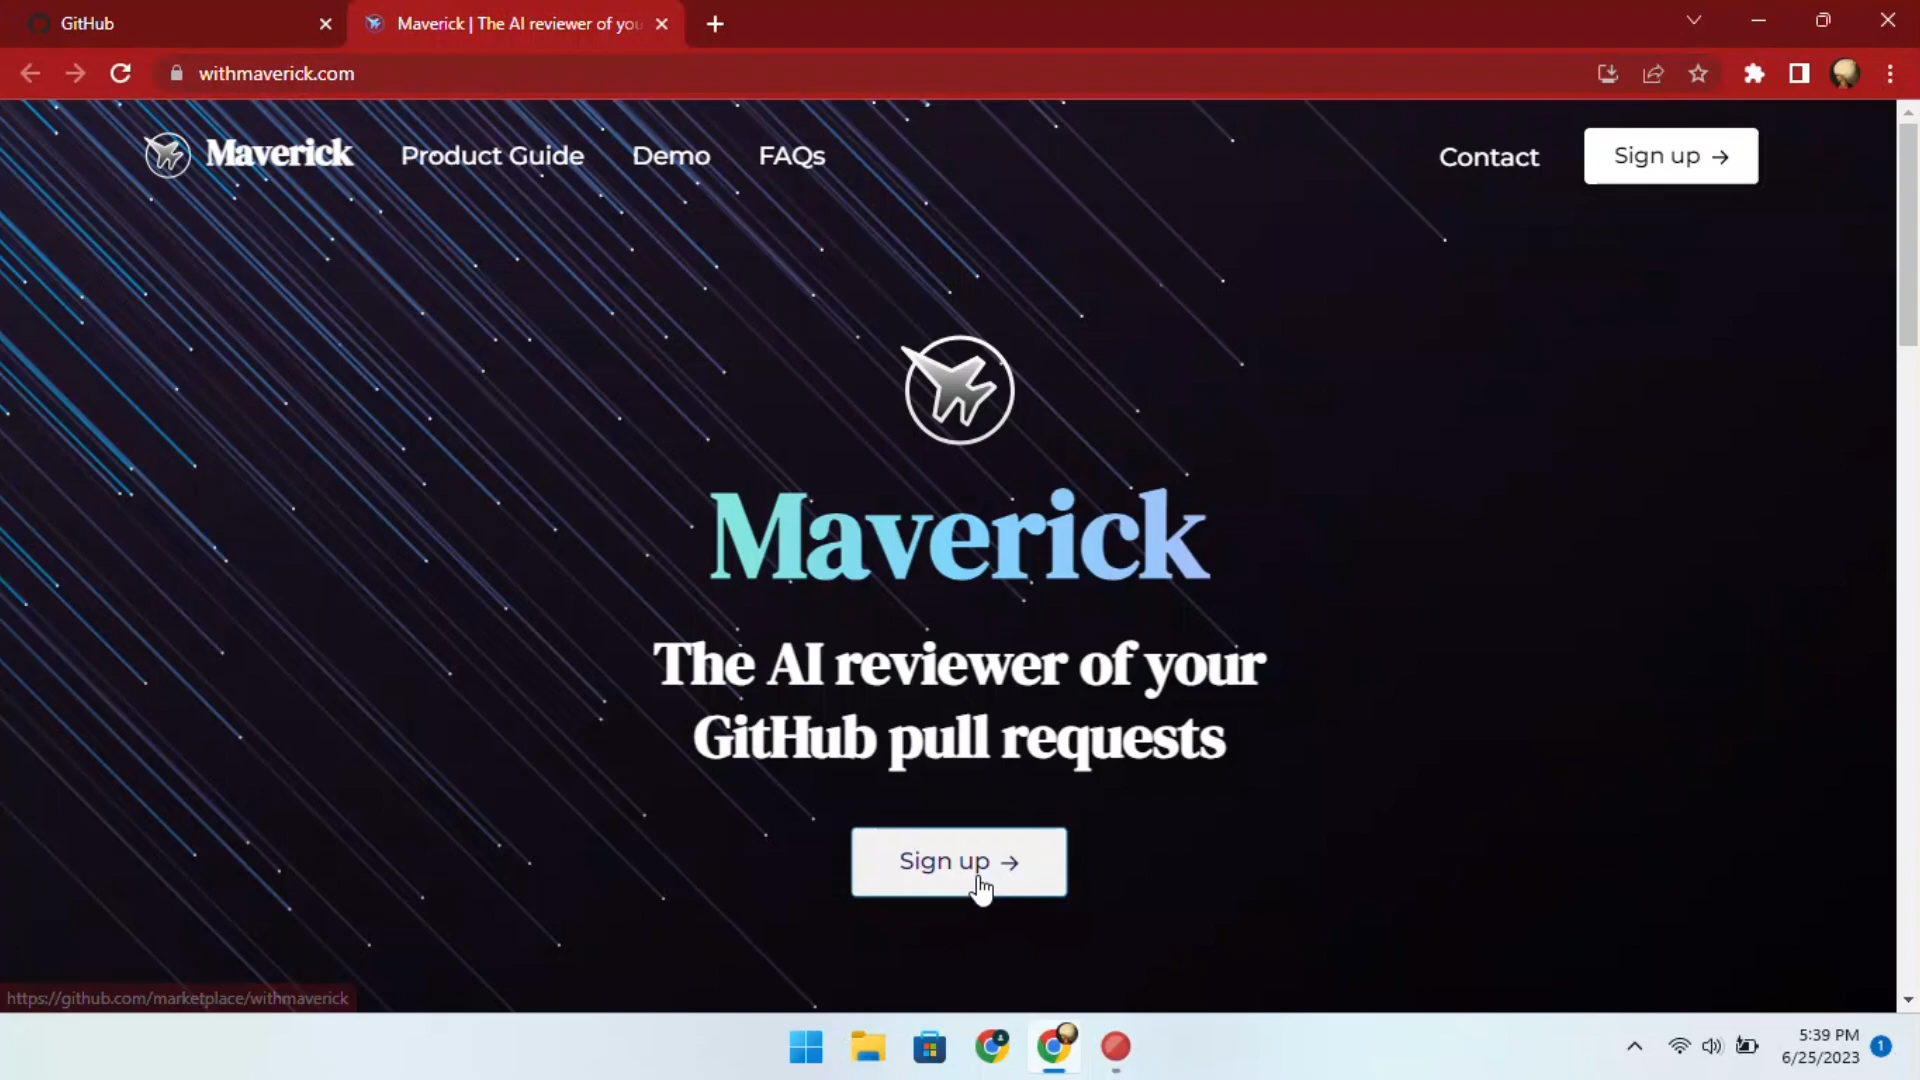 GitHub
Maverick | The AI reviewer of you
withmaverick.com
Maverick Product Guide Demo FAQs Contact Sign up →
Maverick
The AI reviewer of your
GitHub pull requests
Sign up →
https://github.com/marketplace/withmaverick
5:39 PM
6/25/2023 1